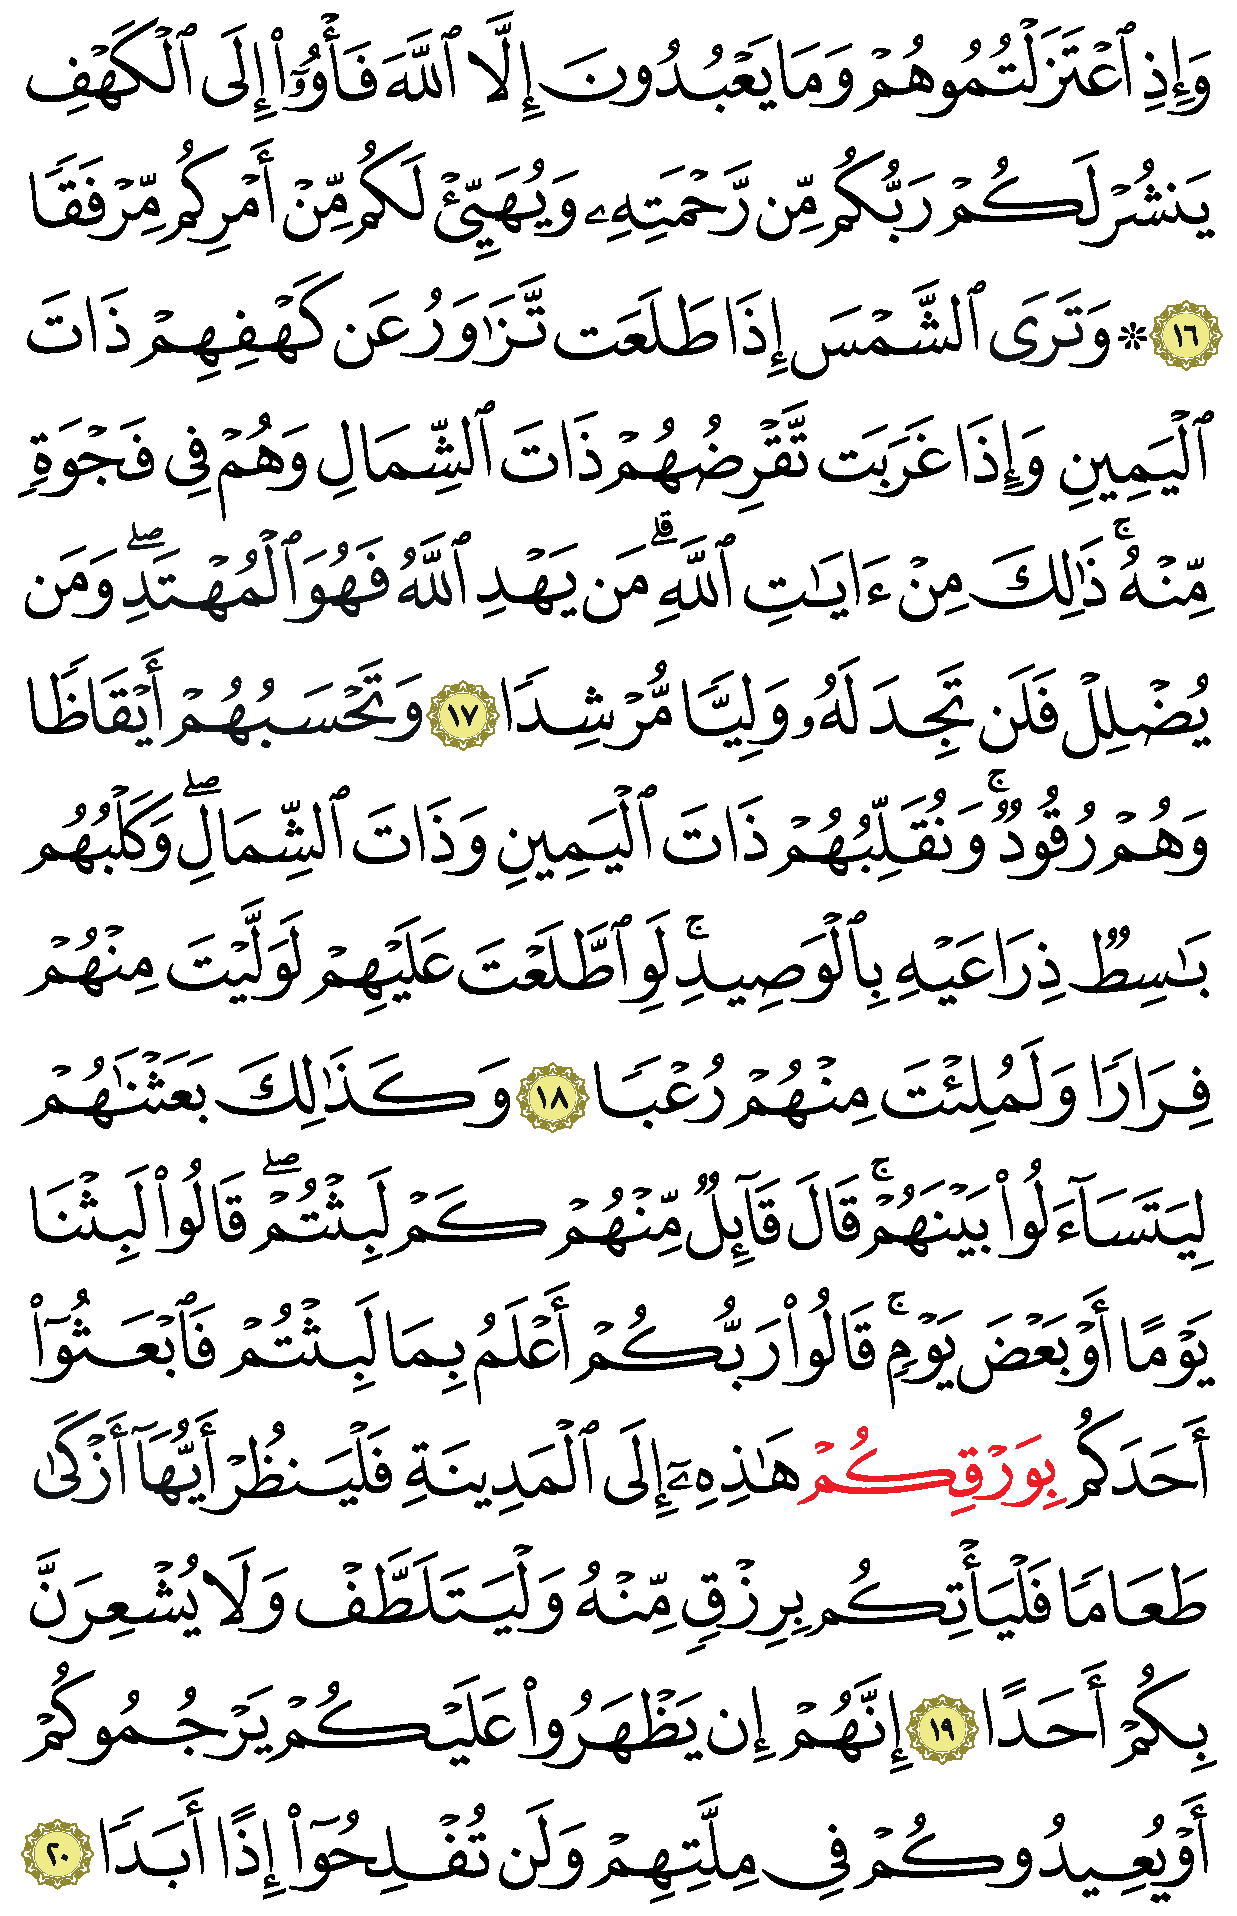 وَإِذِ ٱعۡتَزَلۡتُمُوهُمۡ وَمَا يَعۡبُدُونَ إِلَّا ٱللَّهَ فَأۡوُۥٓاْ إِلَى ٱلۡكَهۡفِ
يَنشُرۡ لَكُمۡ رَبُّكُم مِّن رَّحۡمَتِهِۦ وَيُهَيِّئۡ لَكُم مِّنۡ أَمۡرِكُم مِّرۡفَقٗا
١٦ ۞ وَتَرَى ٱلشَّمۡسَ إِذَا طَلَعَت تَّزَٰوَرُ عَن كَهۡفِهِمۡ ذَاتَ
ٱلۡيَمِينِ وَإِذَا غَرَبَت تَّقۡرِضُهُمۡ ذَاتَ ٱلشِّمَالِ وَهُمۡ فِي فَجۡوَةٖ
مِّنۡهُۚ ذَٰلِكَ مِنۡ ءَايَٰتِ ٱللَّهِۗ مَن يَهۡدِ ٱللَّهُ فَهُوَ ٱلۡمُهۡتَدِۖ وَمَن
يُضۡلِلۡ فَلَن تَجِدَ لَهُۥ وَلِيّٗا مُّرۡشِدٗا ١٧ وَتَحۡسَبُهُمۡ أَيۡقَاظٗا
وَهُمۡ رُقُودٞۚ وَنُقَلِّبُهُمۡ ذَاتَ ٱلۡيَمِينِ وَذَاتَ ٱلشِّمَالِۖ وَكَلۡبُهُم
بَٰسِطٞ ذِرَاعَيۡهِ بِٱلۡوَصِيدِۚ لَوِ ٱطَّلَعۡتَ عَلَيۡهِمۡ لَوَلَّيۡتَ مِنۡهُمۡ
فِرَارٗا وَلَمُلِئۡتَ مِنۡهُمۡ رُعۡبٗا ١٨ وَكَذَٰلِكَ بَعَثۡنَٰهُمۡ
لِيَتَسَآءَلُواْ بَيۡنَهُمۡۚ قَالَ قَآئِلٞ مِّنۡهُمۡ كَمۡ لَبِثۡتُمۡۖ قَالُواْ لَبِثۡنَا
يَوۡمًا أَوۡ بَعۡضَ يَوۡمٖۚ قَالُواْ رَبُّكُمۡ أَعۡلَمُ بِمَا لَبِثۡتُمۡ فَٱبۡعَثُوٓاْ
أَحَدَكُم بِوَرِقِكُمۡ هَٰذِهِۦٓ إِلَى ٱلۡمَدِينَةِ فَلۡيَنظُرۡ أَيُّهَآ أَزۡكَىٰ
طَعَامٗا فَلۡيَأۡتِكُم بِرِزۡقٖ مِّنۡهُ وَلۡيَتَلَطَّفۡ وَلَا يُشۡعِرَنَّ
بِكُمۡ أَحَدًا ١٩ إِنَّهُمۡ إِن يَظۡهَرُواْ عَلَيۡكُمۡ يَرۡجُمُوكُمۡ
أَوۡ يُعِيدُوكُمۡ فِي مِلَّتِهِمۡ وَلَن تُفۡلِحُوٓاْ إِذًا أَبَدٗا ٢٠